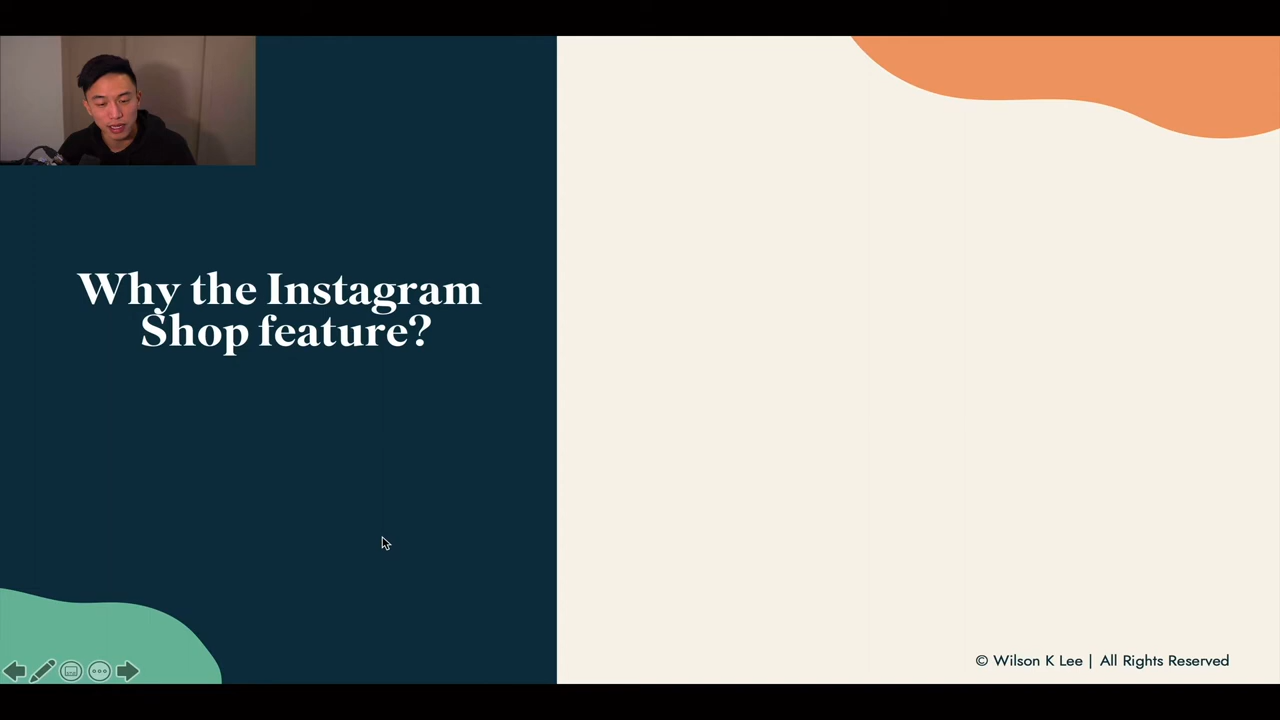 Why the Instagram
Shop feature?
© Wilson K Lee | All Rights Reserved